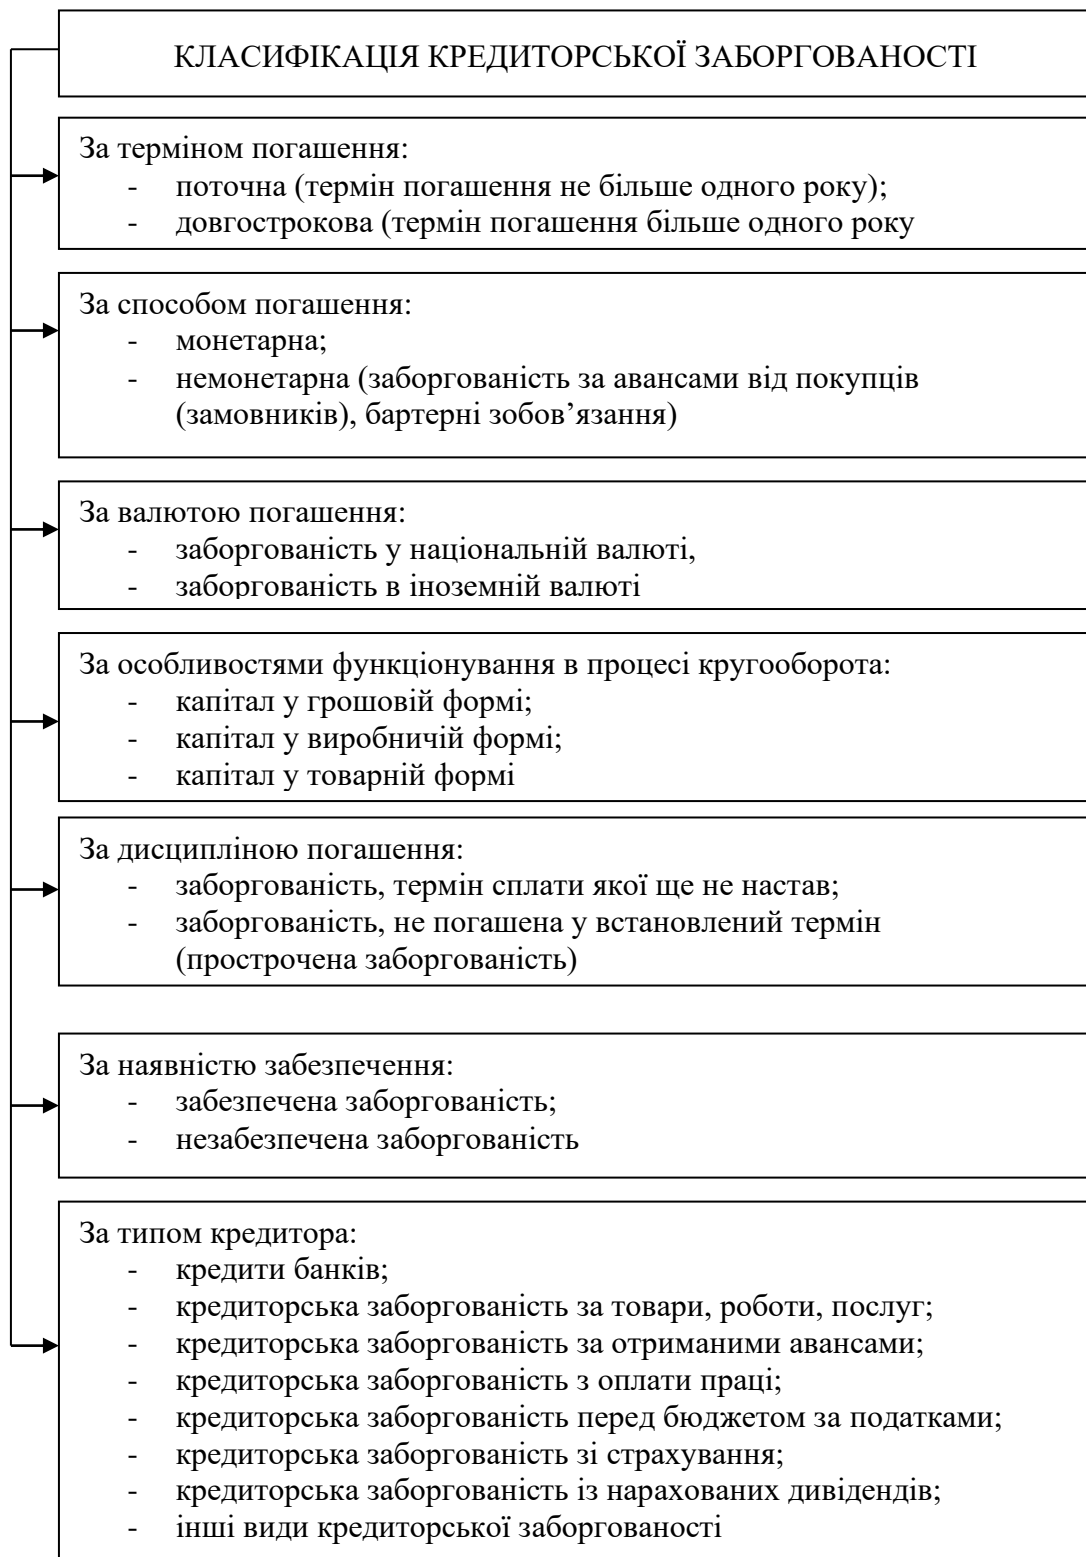 КЛАСИФІКАЦІЯ КРЕДИТОРСЬКОЇ ЗАБОРГОВАНОСТІ
За терміном погашення:
- поточна (термін погашення не більше одного року);
- довгострокова (термін погашення більше одного року
За способом погашення:
- монетарна;
- немонетарна (заборгованість за авансами від покупців
(замовників), бартерні зобов’язання)
За валютою погашення:
- заборгованість у національній валюті,
- заборгованість в іноземній валюті
За особливостями функціонування в процесі кругооборота:
- капітал у грошовій формі;
- капітал у виробничій формі;
- капітал у товарній формі
За дисципліною погашення:
- заборгованість, термін сплати якої ще не настав;
- заборгованість, не погашена у встановлений термін
(прострочена заборгованість)
За наявністю забезпечення:
- забезпечена заборгованість;
- незабезпечена заборгованість
За типом кредитора:
- кредити банків;
- кредиторська заборгованість за товари, роботи, послуг;
- кредиторська заборгованість за отриманими авансами;
- кредиторська заборгованість з оплати праці;
- кредиторська заборгованість перед бюджетом за податками;
- кредиторська заборгованість зі страхування;
- кредиторська заборгованість із нарахованих дивідендів;
- інші види кредиторської заборгованості